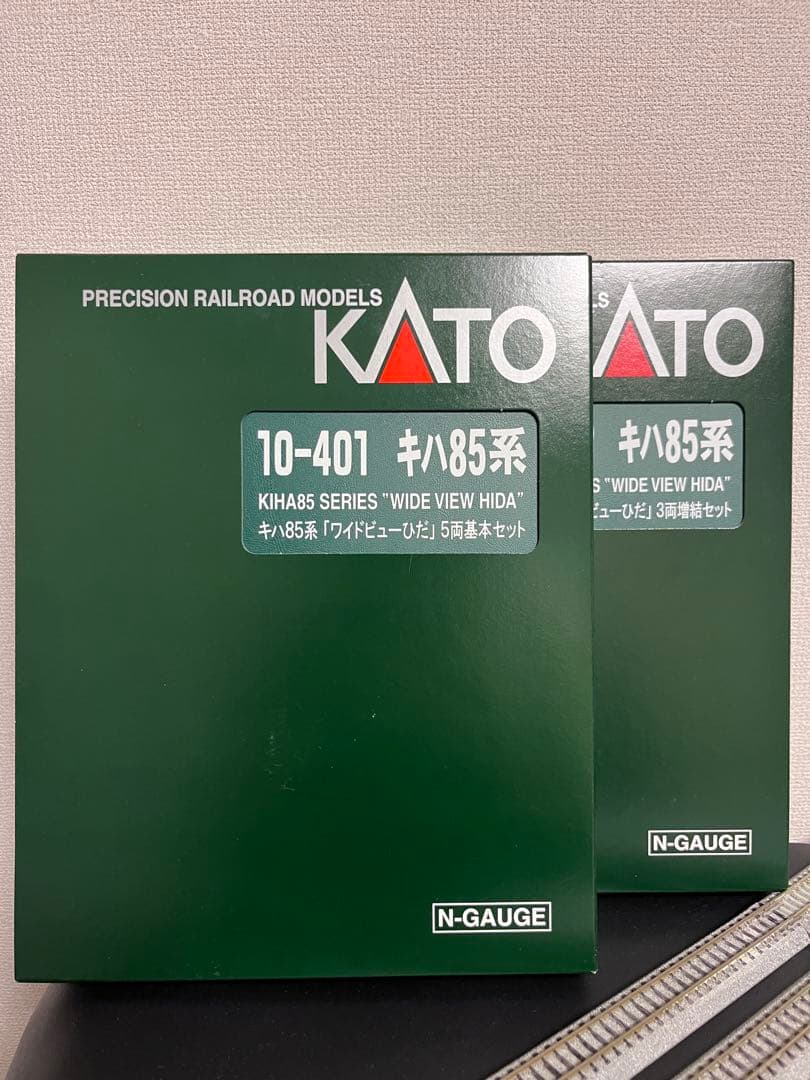 PRECISION RAILROAD MODELS
KATO
10-401 キハ85系
KIHA85 SERIES "WIDE VIEW HIDA"
キハ85系「ワイドビューひだ」5両基本セット
N-GAUGE
LS
ATO
キハ85系
S "WIDE VIEW HIDA"
ビューひだ」3両増結セット
N-GAUGE